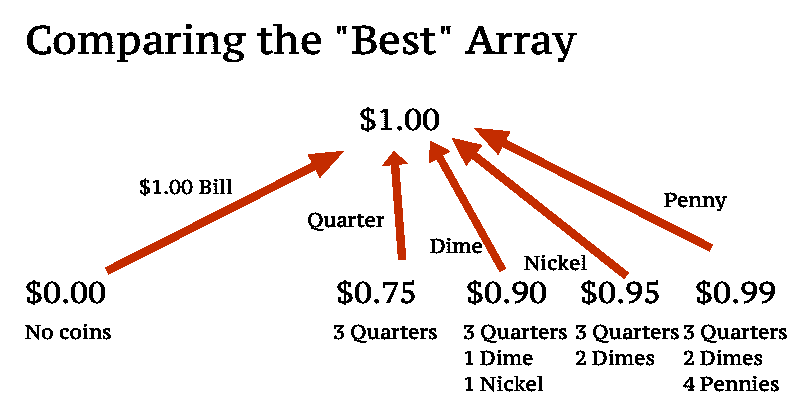 Comparing the "Best" Array
$1.00
$1.00 Bill
Quarter
Dime
Nickel
Penny
$0.00
No coins
$0.75
3 Quarters
$0.90
3 Quarters
1 Dime
1 Nickel
$0.95
3 Quarters
2 Dimes
$0.99
3 Quarters
2 Dimes
4 Pennies